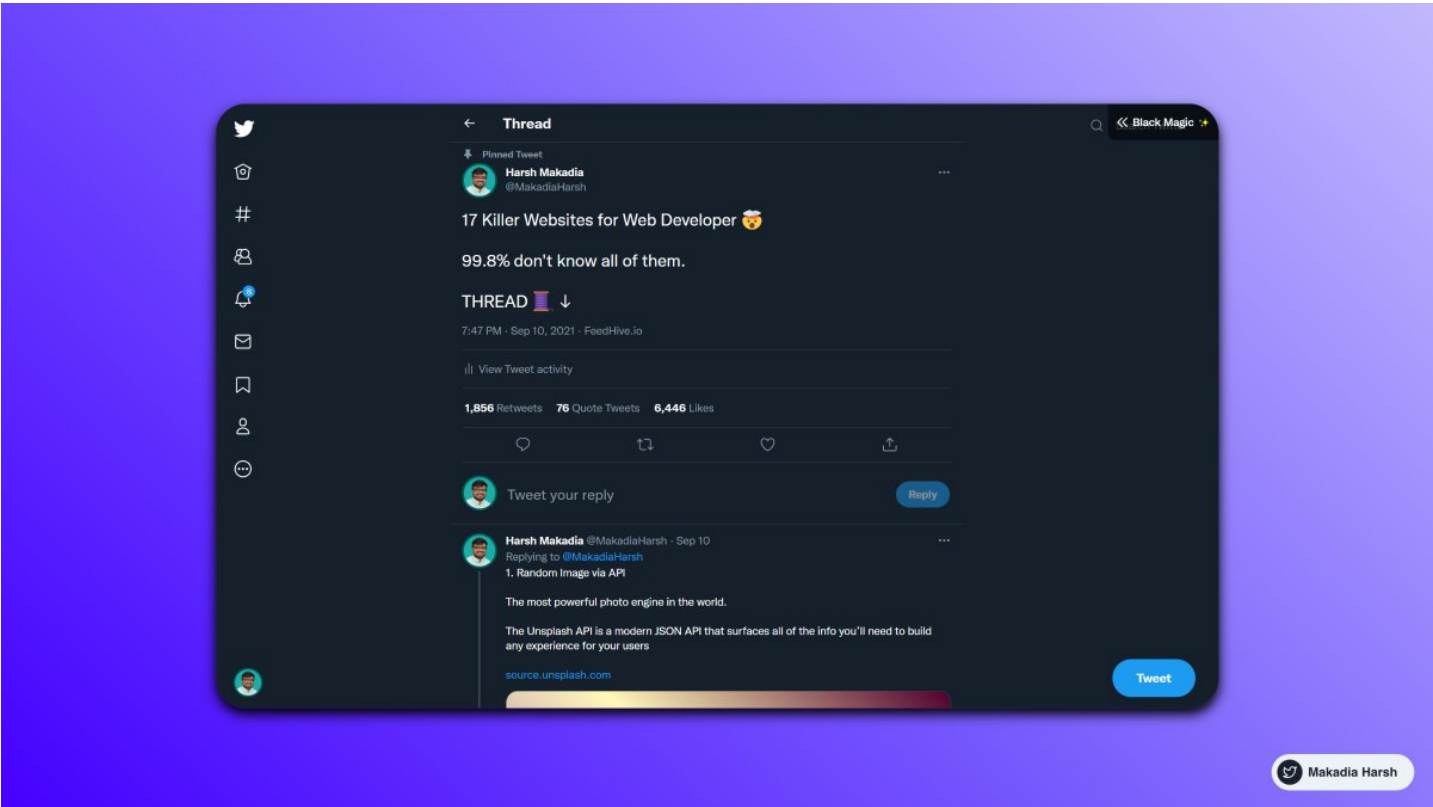 Thread
Black Magic ✨
Pinned Tweet
Harsh Makadia
@MakadiaHarsh
17 Killer Websites for Web Developer 🤯
99.8% don't know all of them.
THREAD 🧵 ↓
7:47 PM · Sep 10, 2021 · FeedHive.io
View Tweet activity
1,856 Retweets 76 Quote Tweets 6,446 Likes
8
Tweet your reply
Reply
Harsh Makadia @MakadiaHarsh · Sep 10
Replying to @MakadiaHarsh
1. Random Image via API
The most powerful photo engine in the world.
The Unsplash API is a modern JSON API that surfaces all of the info you'll need to build
any experience for your users
source.unsplash.com
Tweet
Makadia Harsh